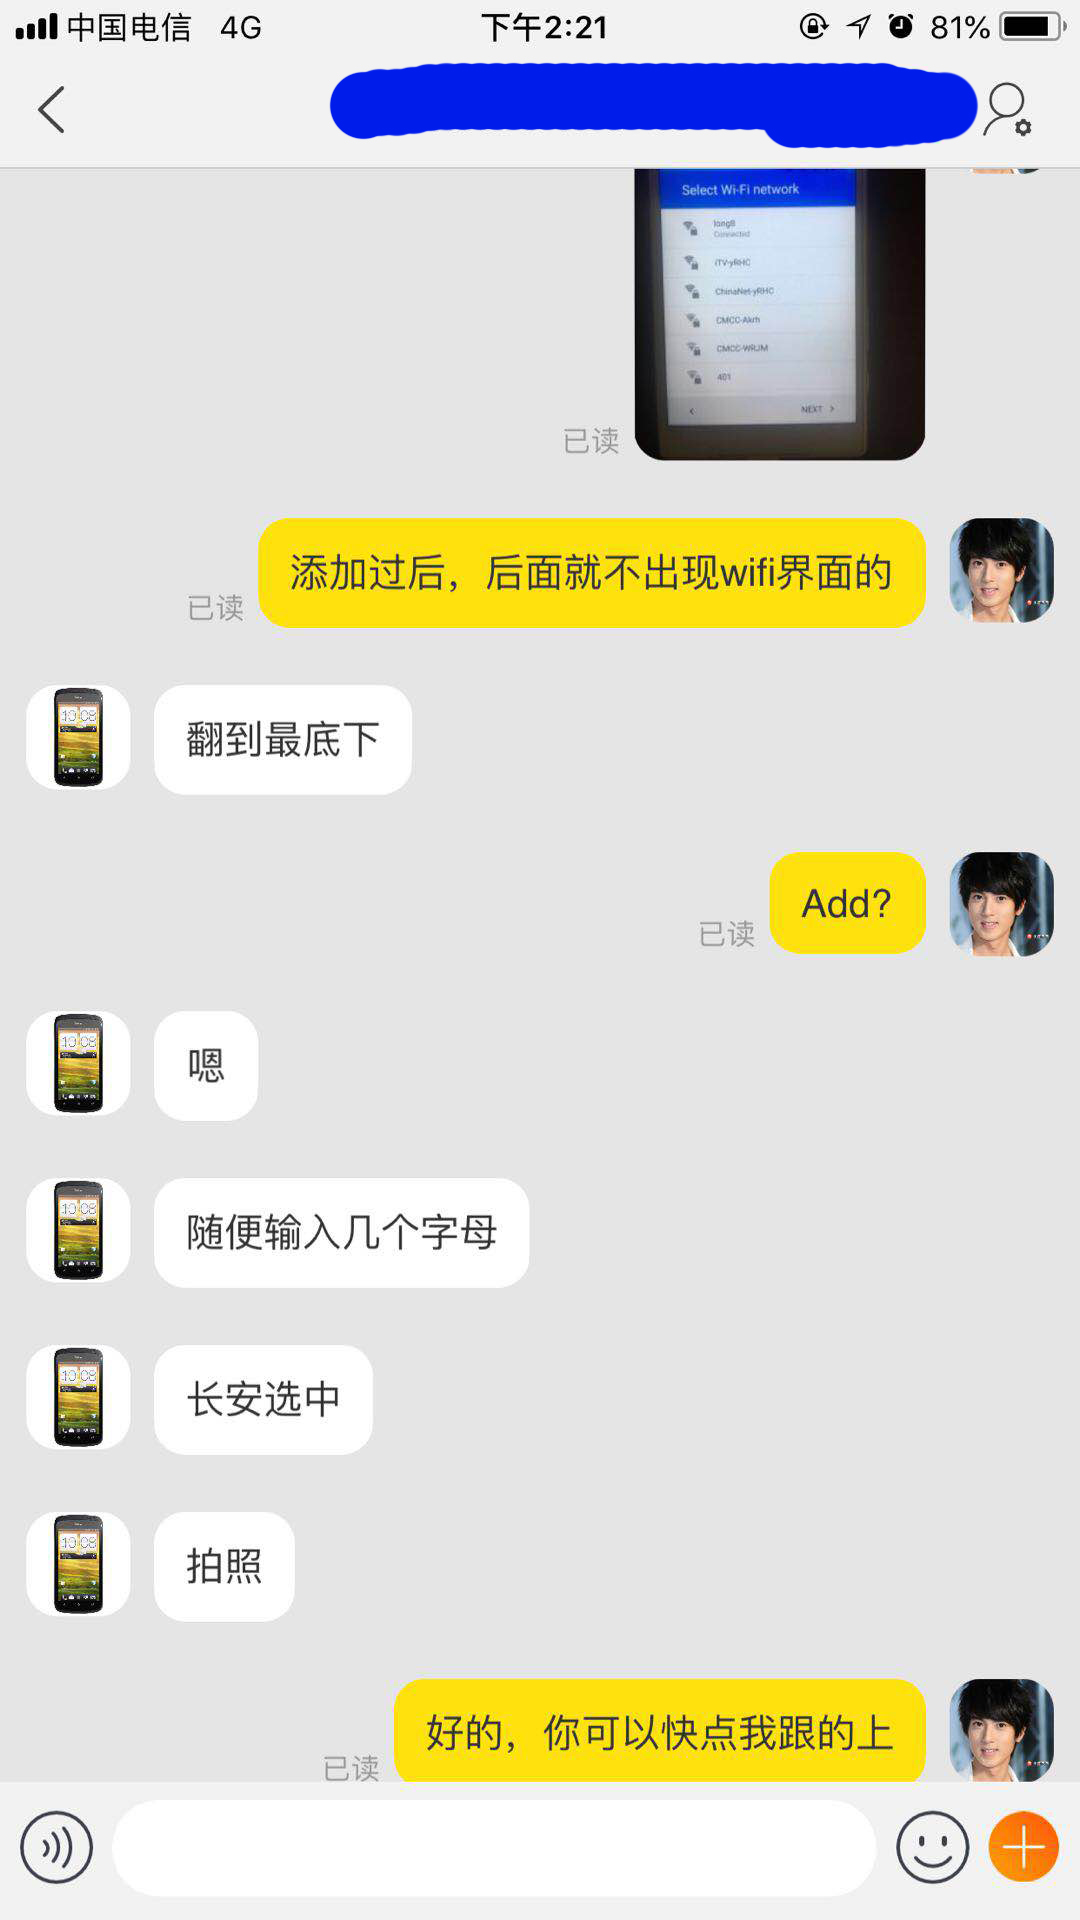 中国电信 4G 下午2:21 81%
Select Wi-Fi network
long8
Connected
iTV-yRHC
ChinaNet-yRHC
CMCC-Akrh
CMCC-WRJM
401
NEXT
已读
添加过后，后面就不出现wifi界面的
已读
翻到最底下
Add?
已读
嗯
随便输入几个字母
长安选中
拍照
好的，你可以快点我跟的上
已读